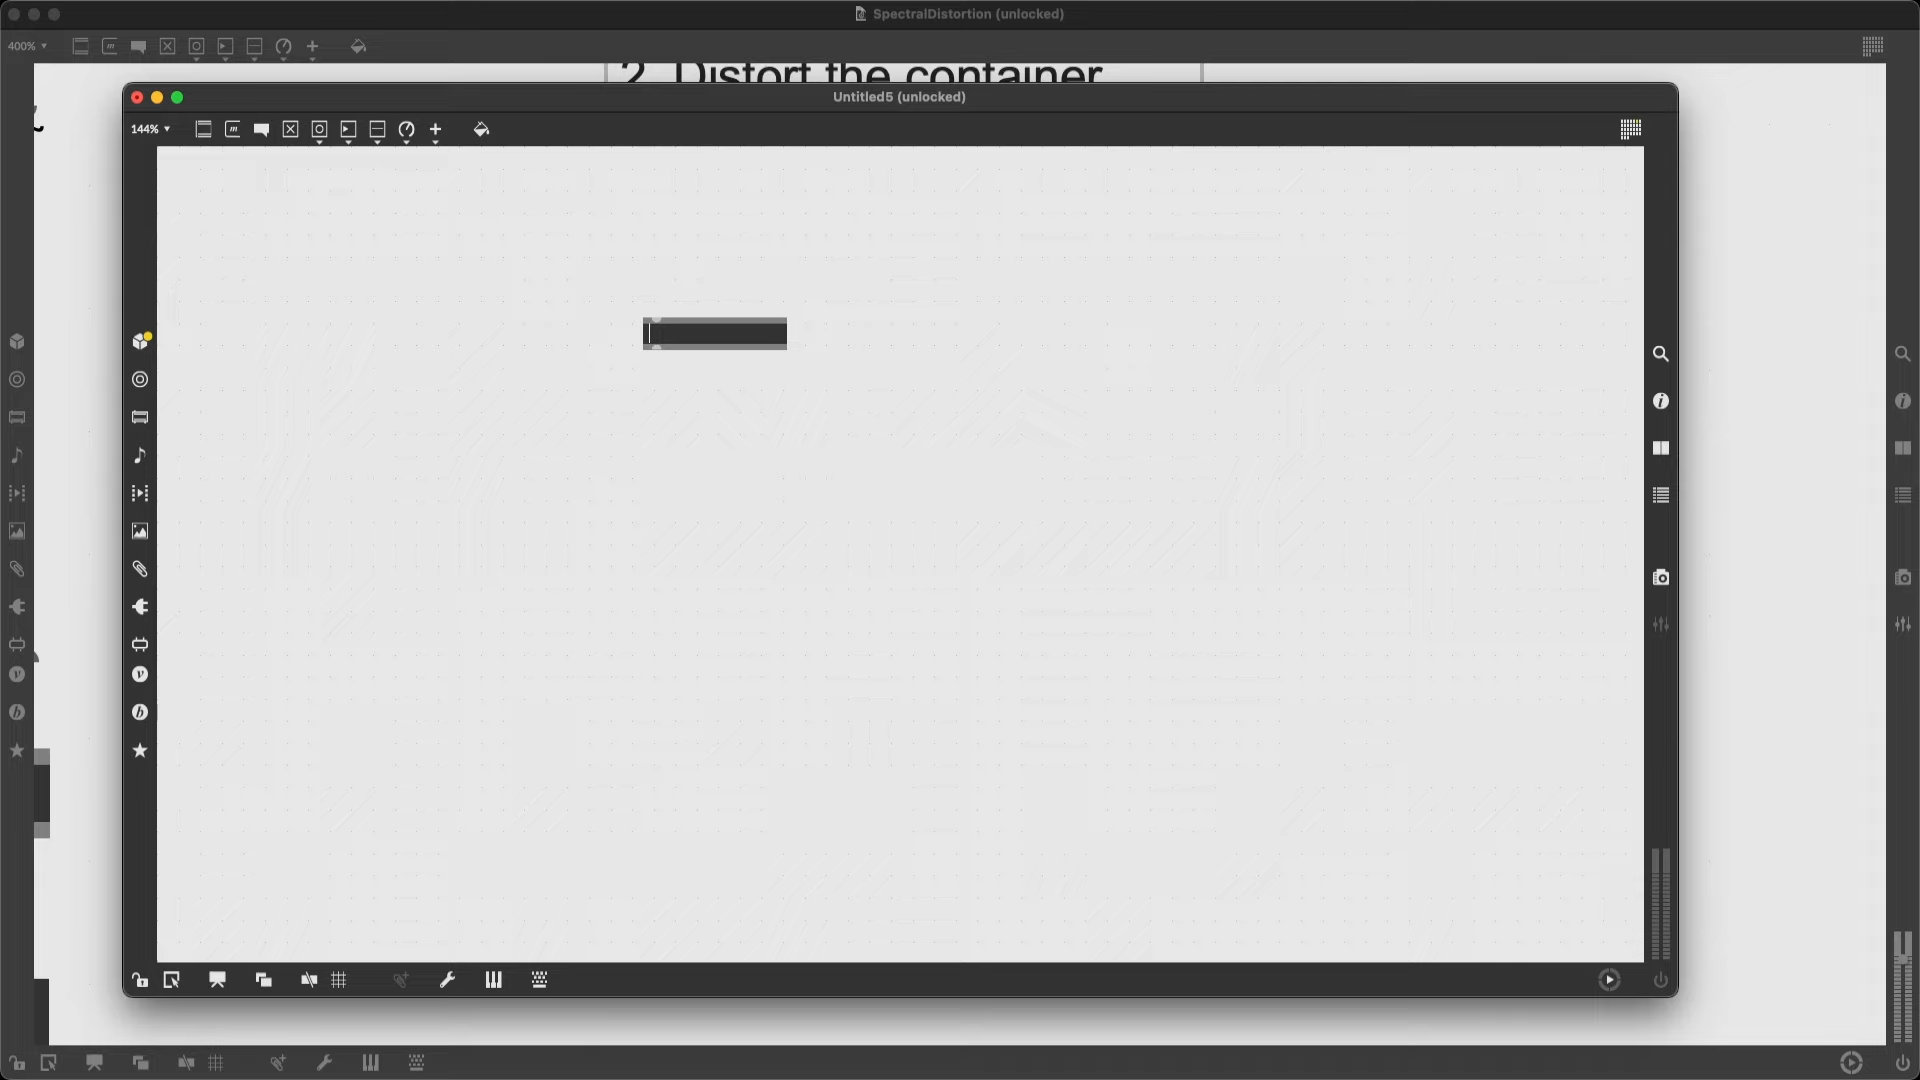 SpectralDistortion (unlocked)
400%
2. Distort the container
Untitled5 (unlocked)
144%